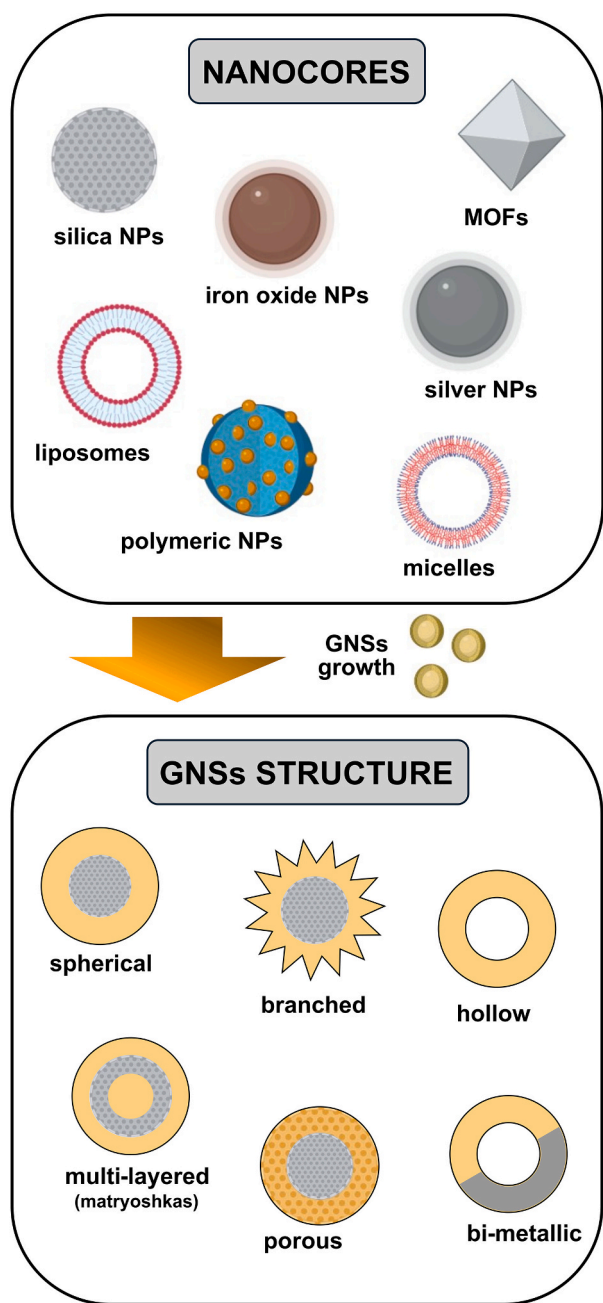 NANOCORES
silica NPs
MOFs
iron oxide NPs
silver NPs
liposomes
polymeric NPs
micelles
GNSs
growth
GNSs STRUCTURE
spherical
branched
hollow
multi-layered
(matryoshkas)
porous
bi-metallic